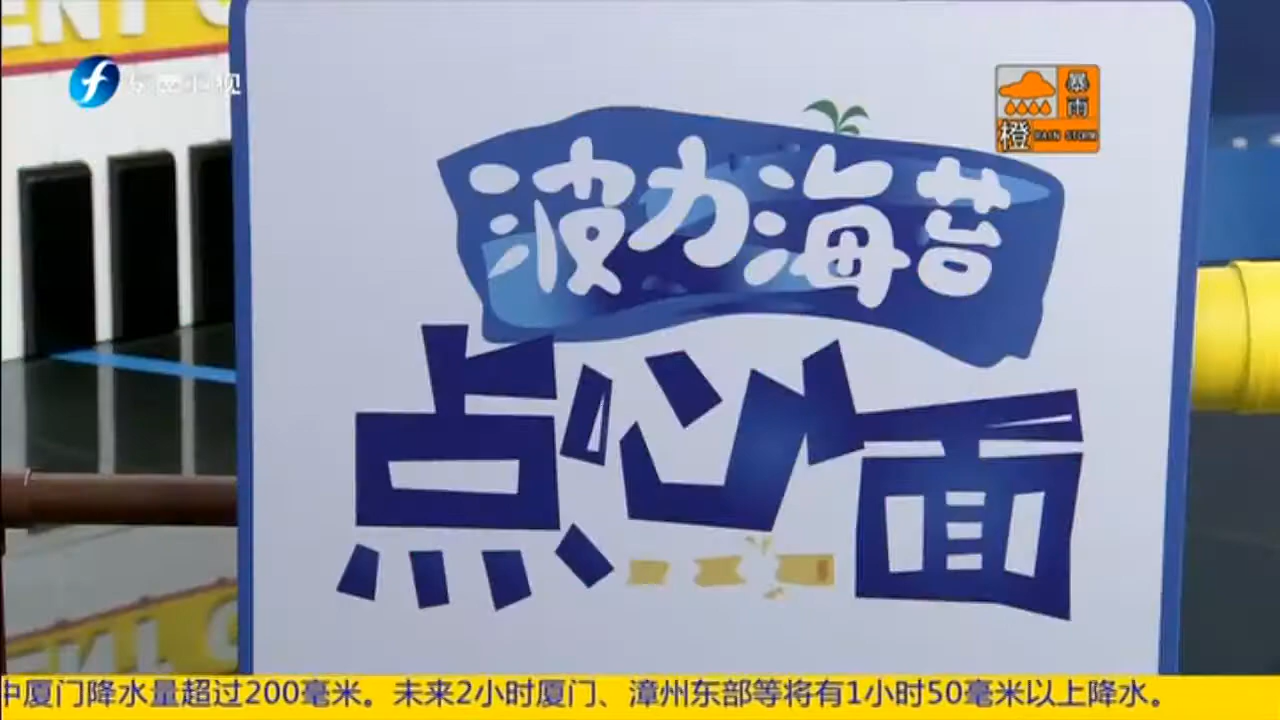 暴雨
橙 RAIN STORM
波力海苔
点心面
中厦门降水量超过200毫米。未来2小时厦门、漳州东部等将有1小时50毫米以上降水。